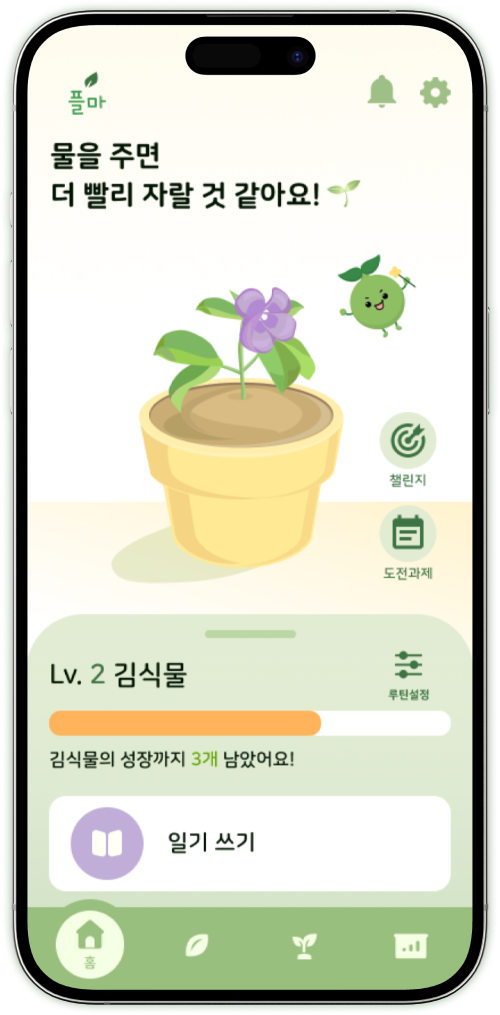 플마
물을 주면
더 빨리 자랄 것 같아요!
챌린지
도전과제
Lv. 2 김식물
루틴설정
김식물의 성장까지 3개 남았어요!
일기 쓰기
홈